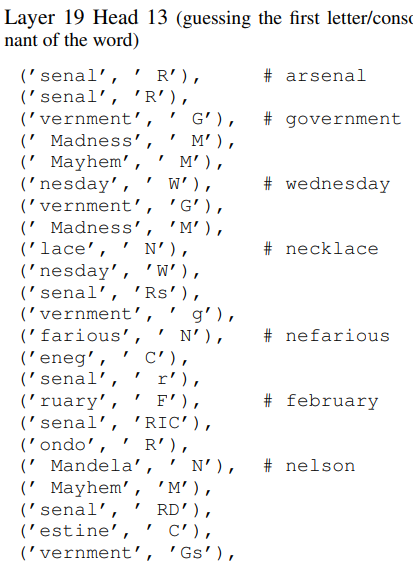 Layer 19 Head 13 (guessing the first letter/conso
nant of the word)
('senal', ' R'), # arsenal
('senal', 'R'),
('vernment', ' G'), # government
(' Madness', ' M'),
(' Mayhem', ' M'),
('nesday', ' W'), # wednesday
('vernment', 'G'),
(' Madness', 'M'),
('lace', ' N'), # necklace
('nesday', 'W'),
('senal', 'Rs'),
('vernment', ' g'),
('farious', ' N'), # nefarious
('eneg', ' C'),
('senal', ' r'),
('ruary', ' F'), # february
('senal', 'RIC'),
('ondo', ' R'),
(' Mandela', ' N'), # nelson
(' Mayhem', 'M'),
('senal', ' RD'),
('estine', ' C'),
('vernment', 'Gs'),